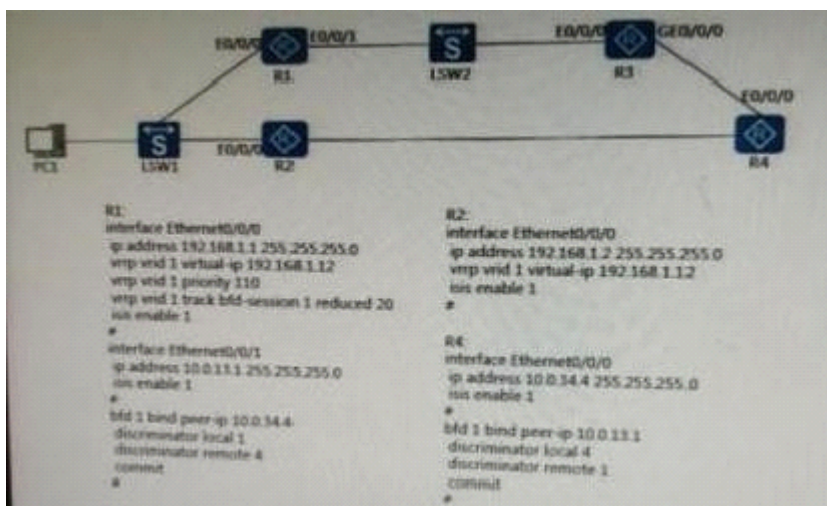 E0/0/0
E0/0/1
E0/0/0
GE0/0/0
R1
LSW2
R3
E0/0/0
PC1
LSW1
E0/0/0
R2
R4
R1:
interface Ethernet0/0/0
ip address 192.168.1.1 255.255.255.0
vrrp vrid 1 virtual-ip 192.168.1.12
vrrp vrid 1 priority 110
vrrp vrid 1 track bfd-session 1 reduced 20
isis enable 1
#
interface Ethernet0/0/1
ip address 10.0.13.1 255.255.255.0
isis enable 1
#
bfd 1 bind peer-ip 10.0.34.4
discriminator local 1
discriminator remote 4
commit
#
R2:
interface Ethernet0/0/0
ip address 192.168.1.2 255.255.255.0
vrrp vrid 1 virtual-ip 192.168.1.12
isis enable 1
#
R4:
interface Ethernet0/0/0
ip address 10.0.34.4 255.255.255.0
isis enable 1
#
bfd 1 bind peer-ip 10.0.13.1
discriminator local 4
discriminator remote 1
commit
#